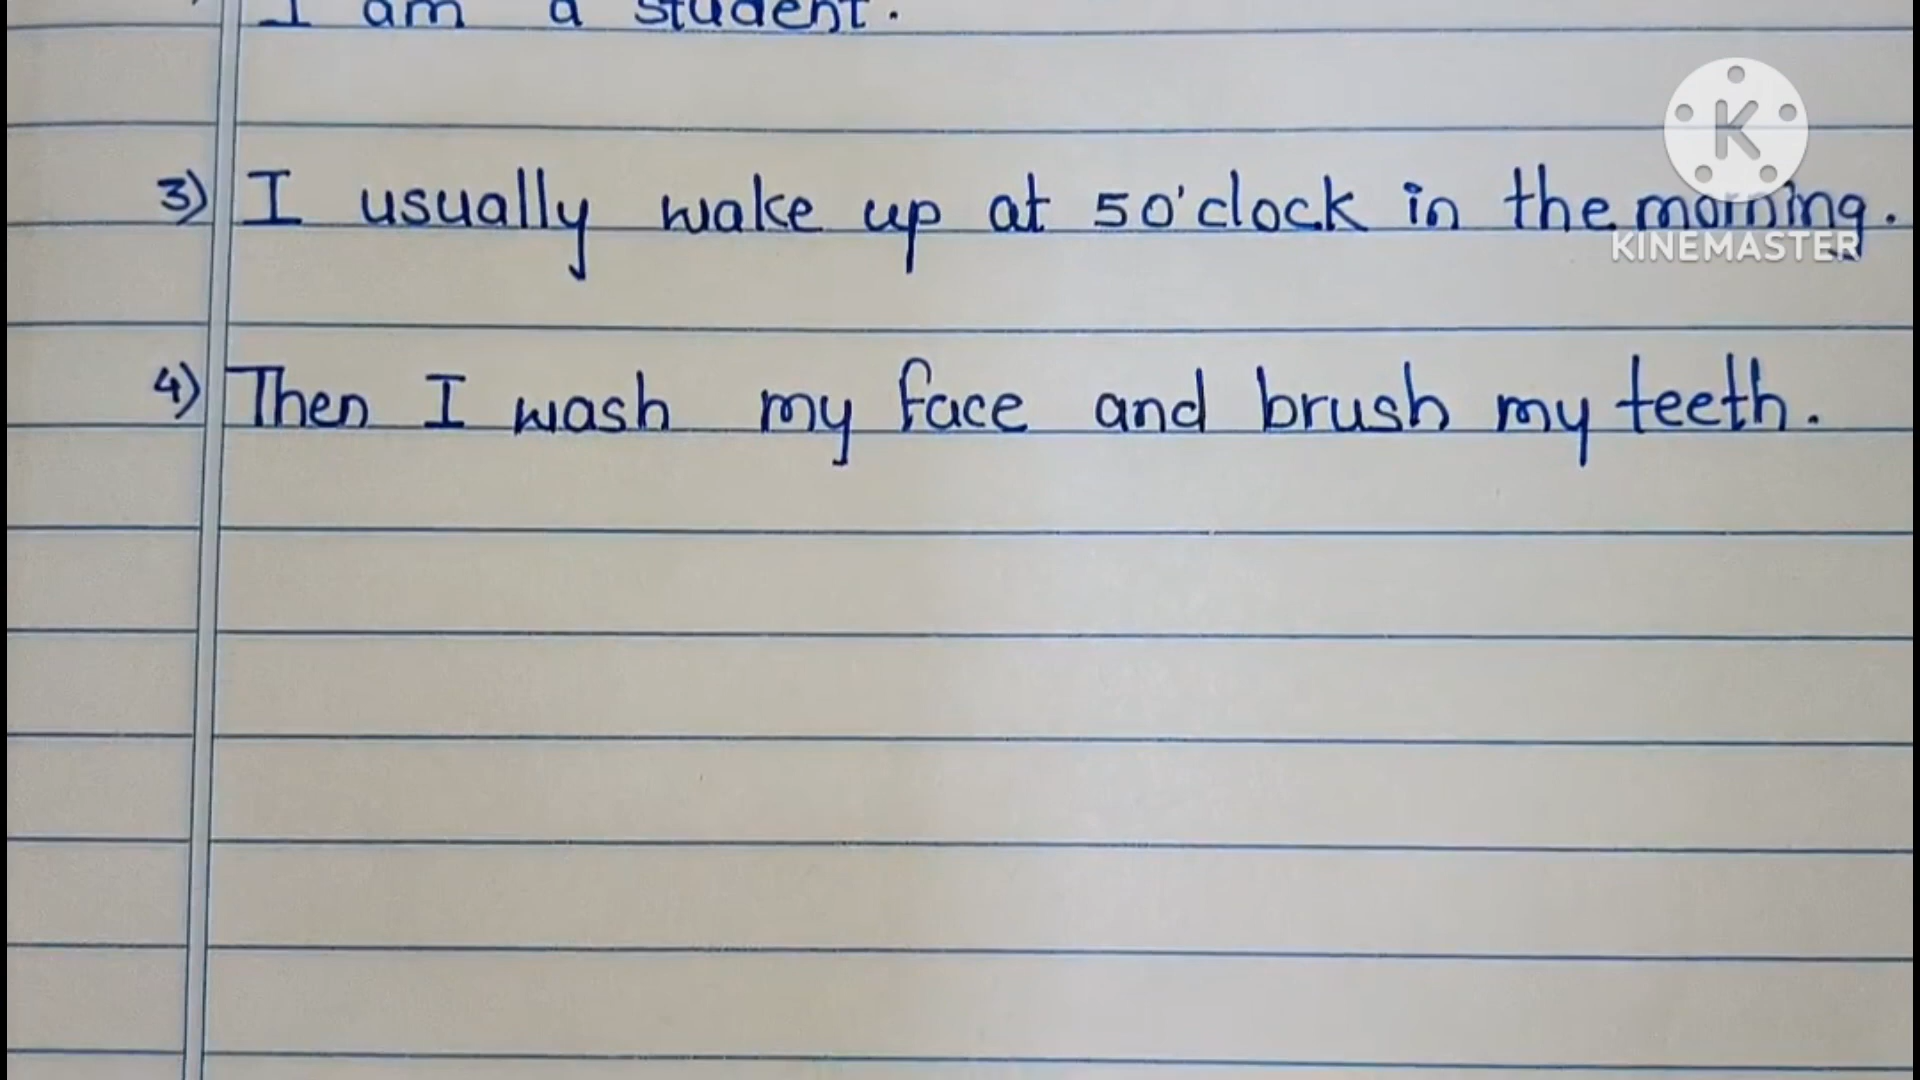 I am a student.
3) I usually wake up at 5 o'clock in the morning.
KINEMASTER
4) Then I wash my face and brush my teeth.